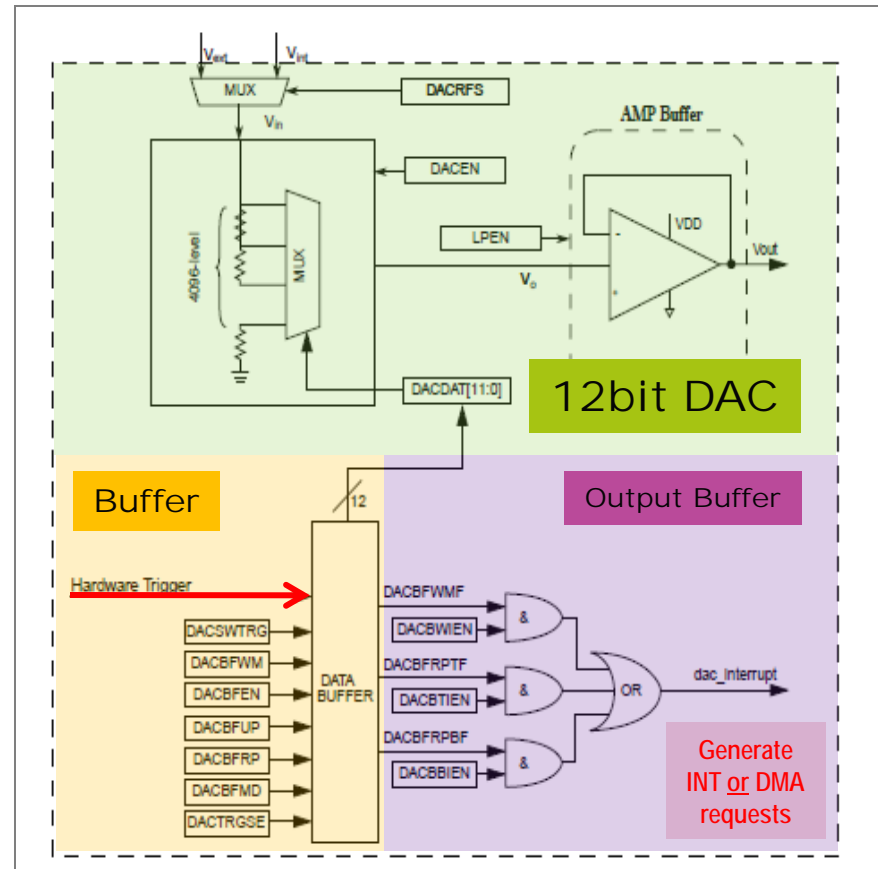 Vext
Vint
MUX
DACRFS
Vin
AMP Buffer
DACEN
LPEN
VDD
4096-level
MUX
-
+
Vo
Vout
DACDAT[11:0]
12bit DAC
Buffer
12
Output Buffer
Hardware Trigger
DACBFWMF
&
DACSWTRG
DACBWIEN
DACBFWM
DACBFRPTF
DACBFEN
DATA
BUFFER
&
OR
dac_interrupt
DACBTIEN
DACBFUP
DACBFRPBF
DACBFRP
&
DACBBIEN
DACBFMD
DACTRGSE
Generate
INT or DMA
requests